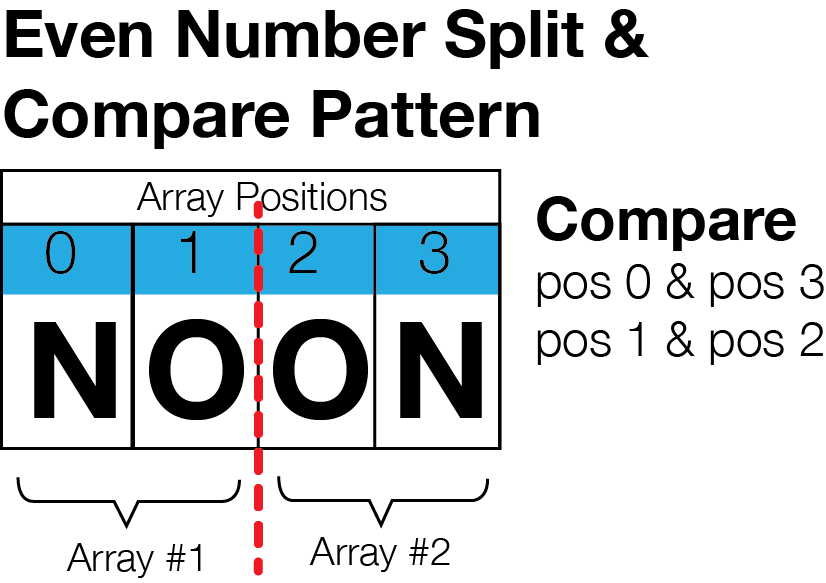 Even Number Split &
Compare Pattern
Array Positions
0 1 2 3
N O O N
Array #1
Array #2
Compare
pos 0 & pos 3
pos 1 & pos 2